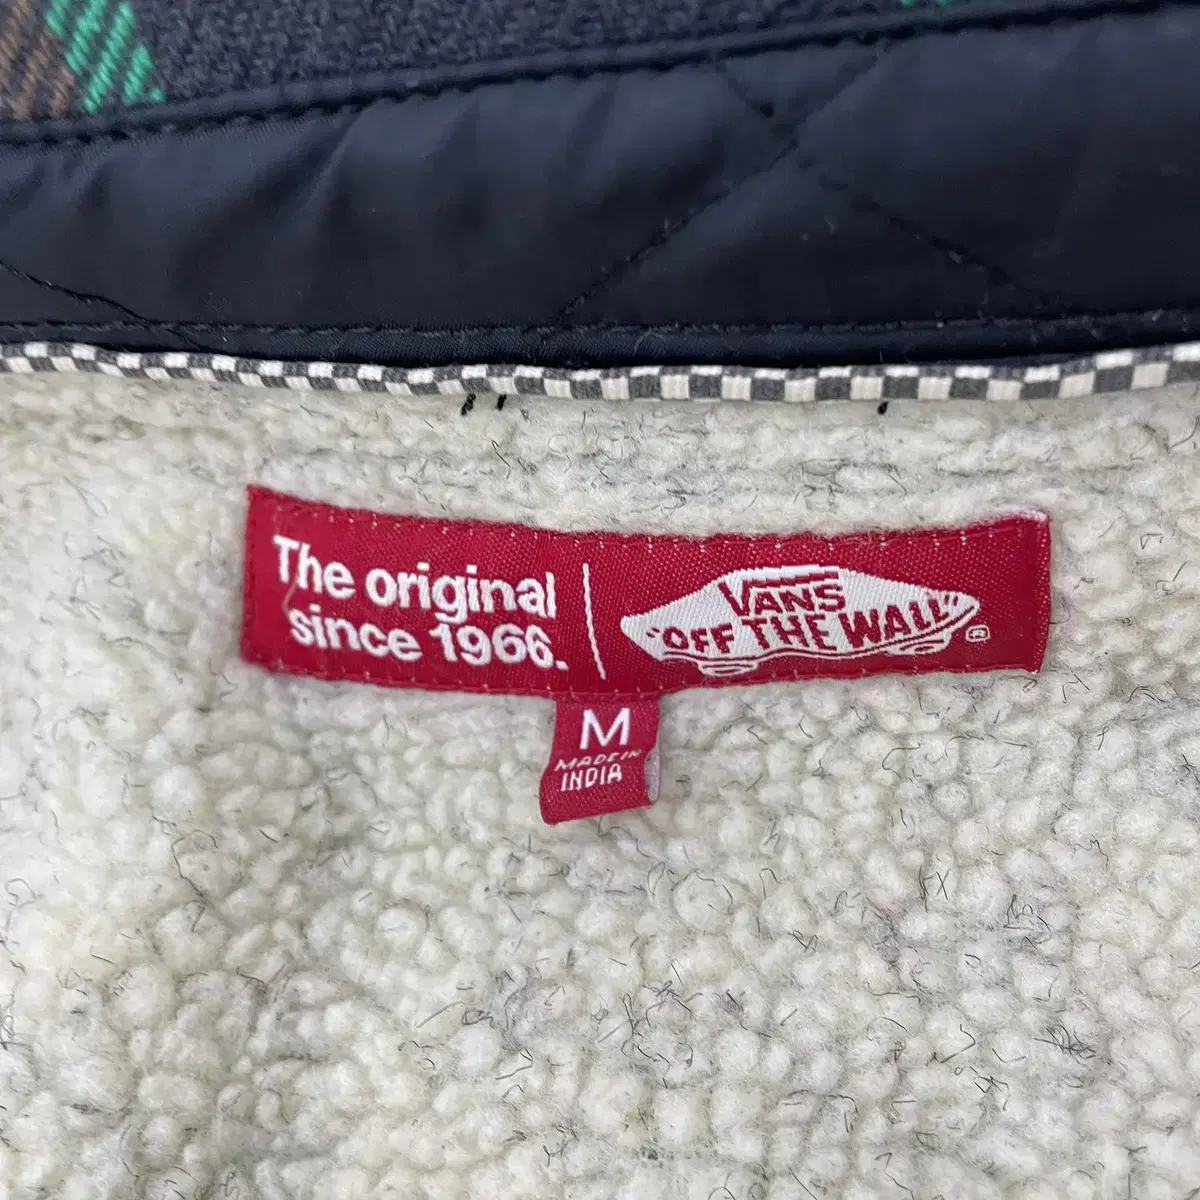 The original
since 1966.
VANS
"OFF THE WALL"
®
M
MADE IN
INDIA